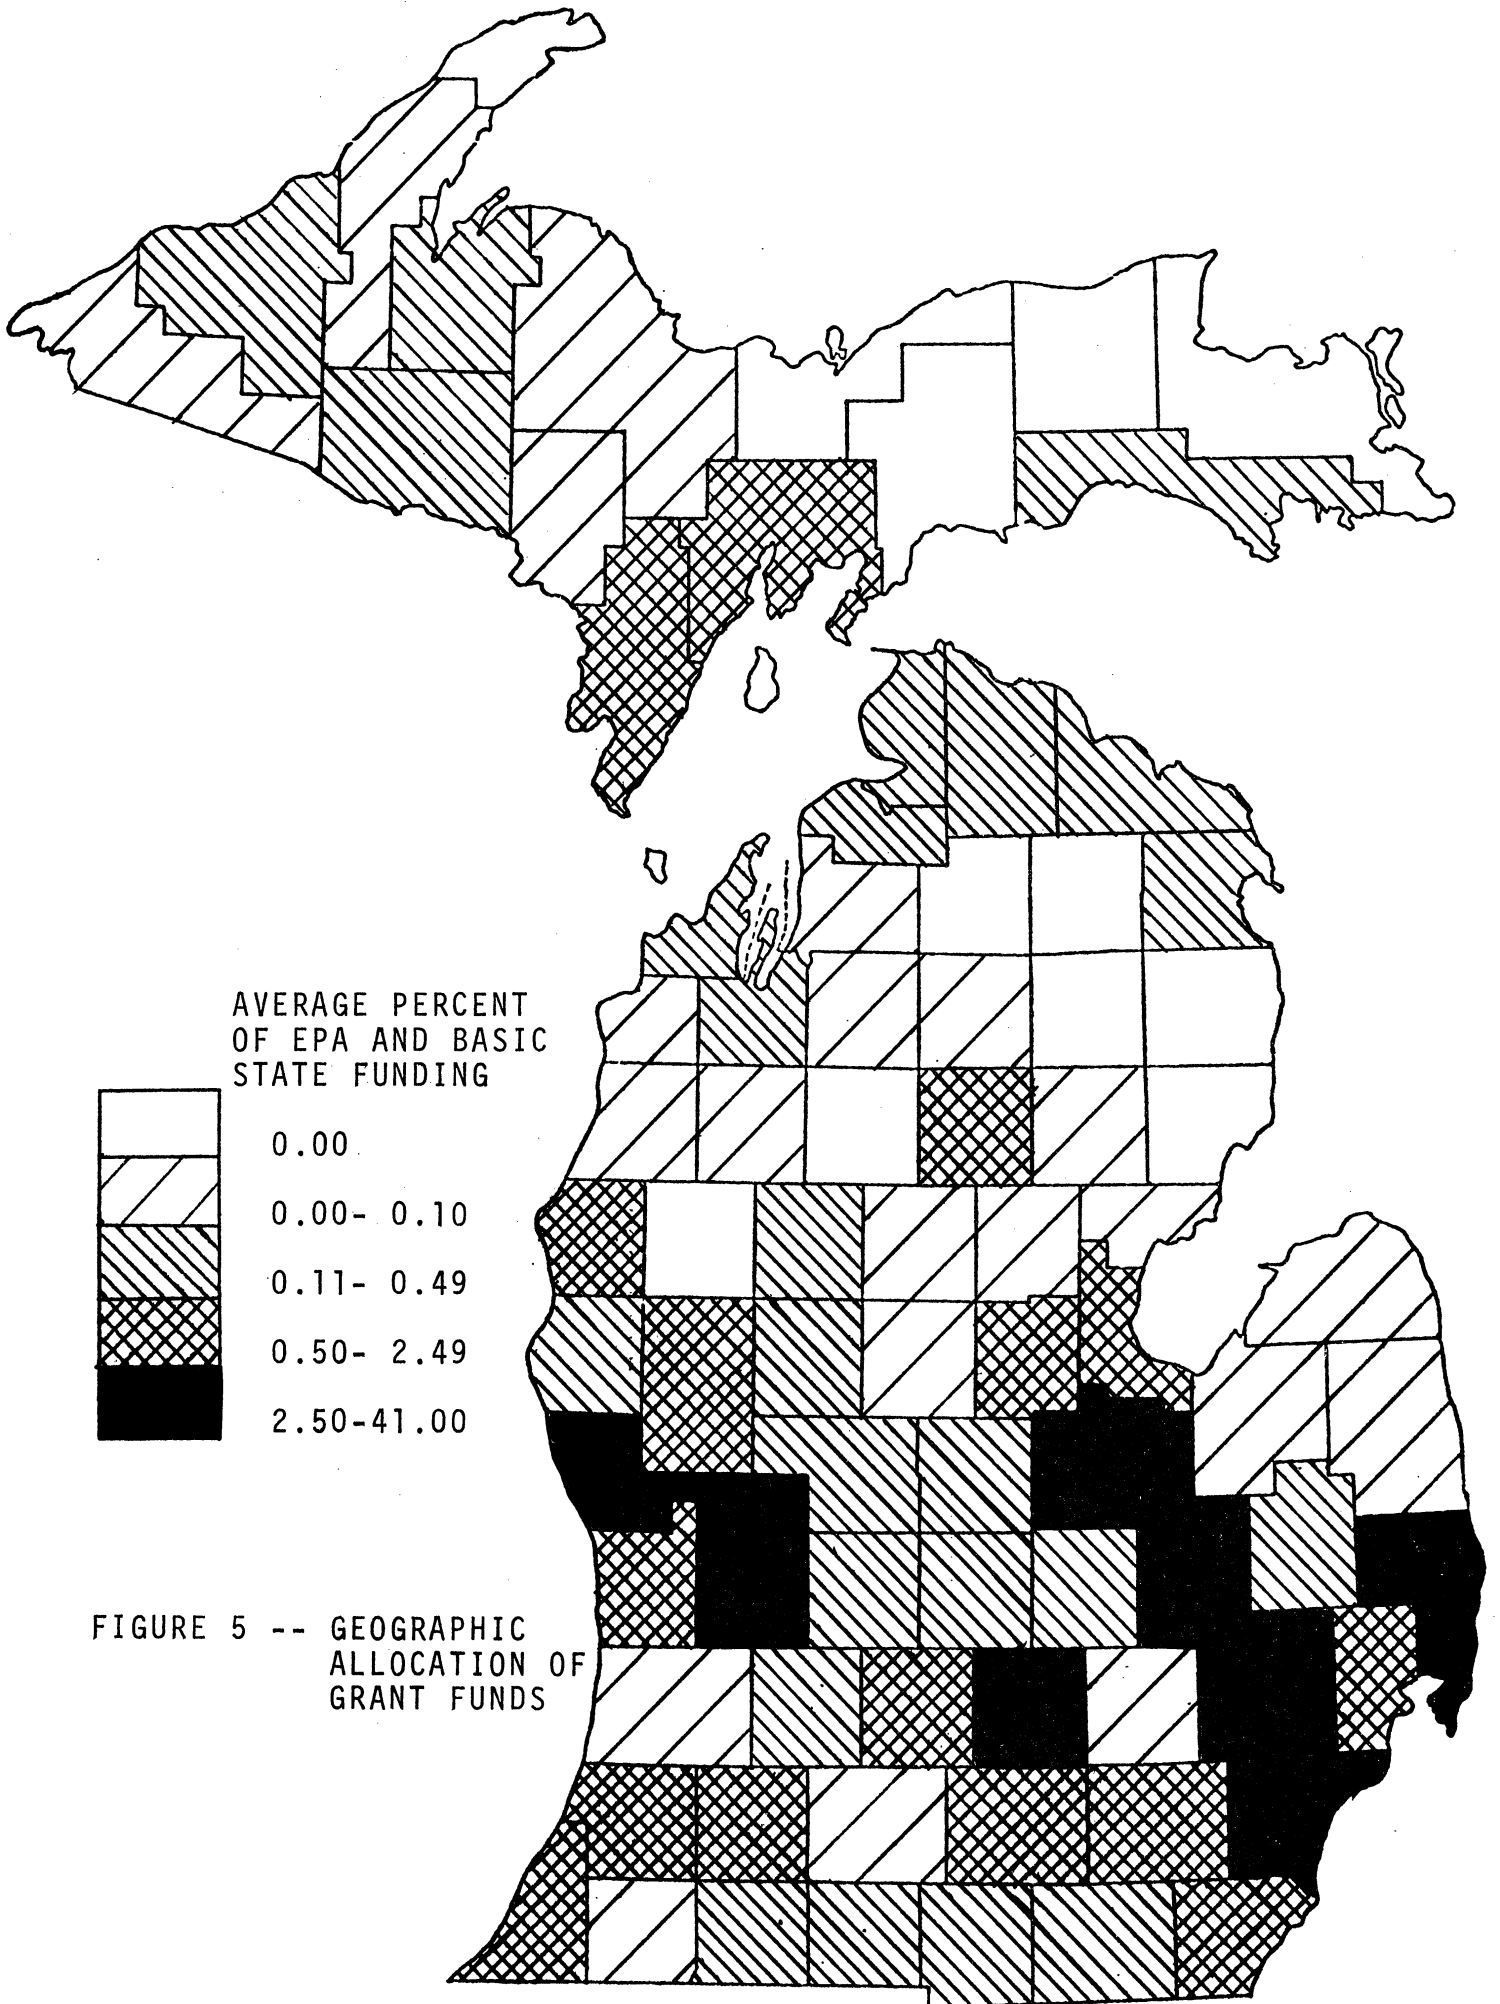 AVERAGE PERCENT
OF EPA AND BASIC
STATE FUNDING
0.00
0.00- 0.10
0.11- 0.49
0.50- 2.49
2.50-41.00
FIGURE 5 -- GEOGRAPHIC
ALLOCATION OF
GRANT FUNDS